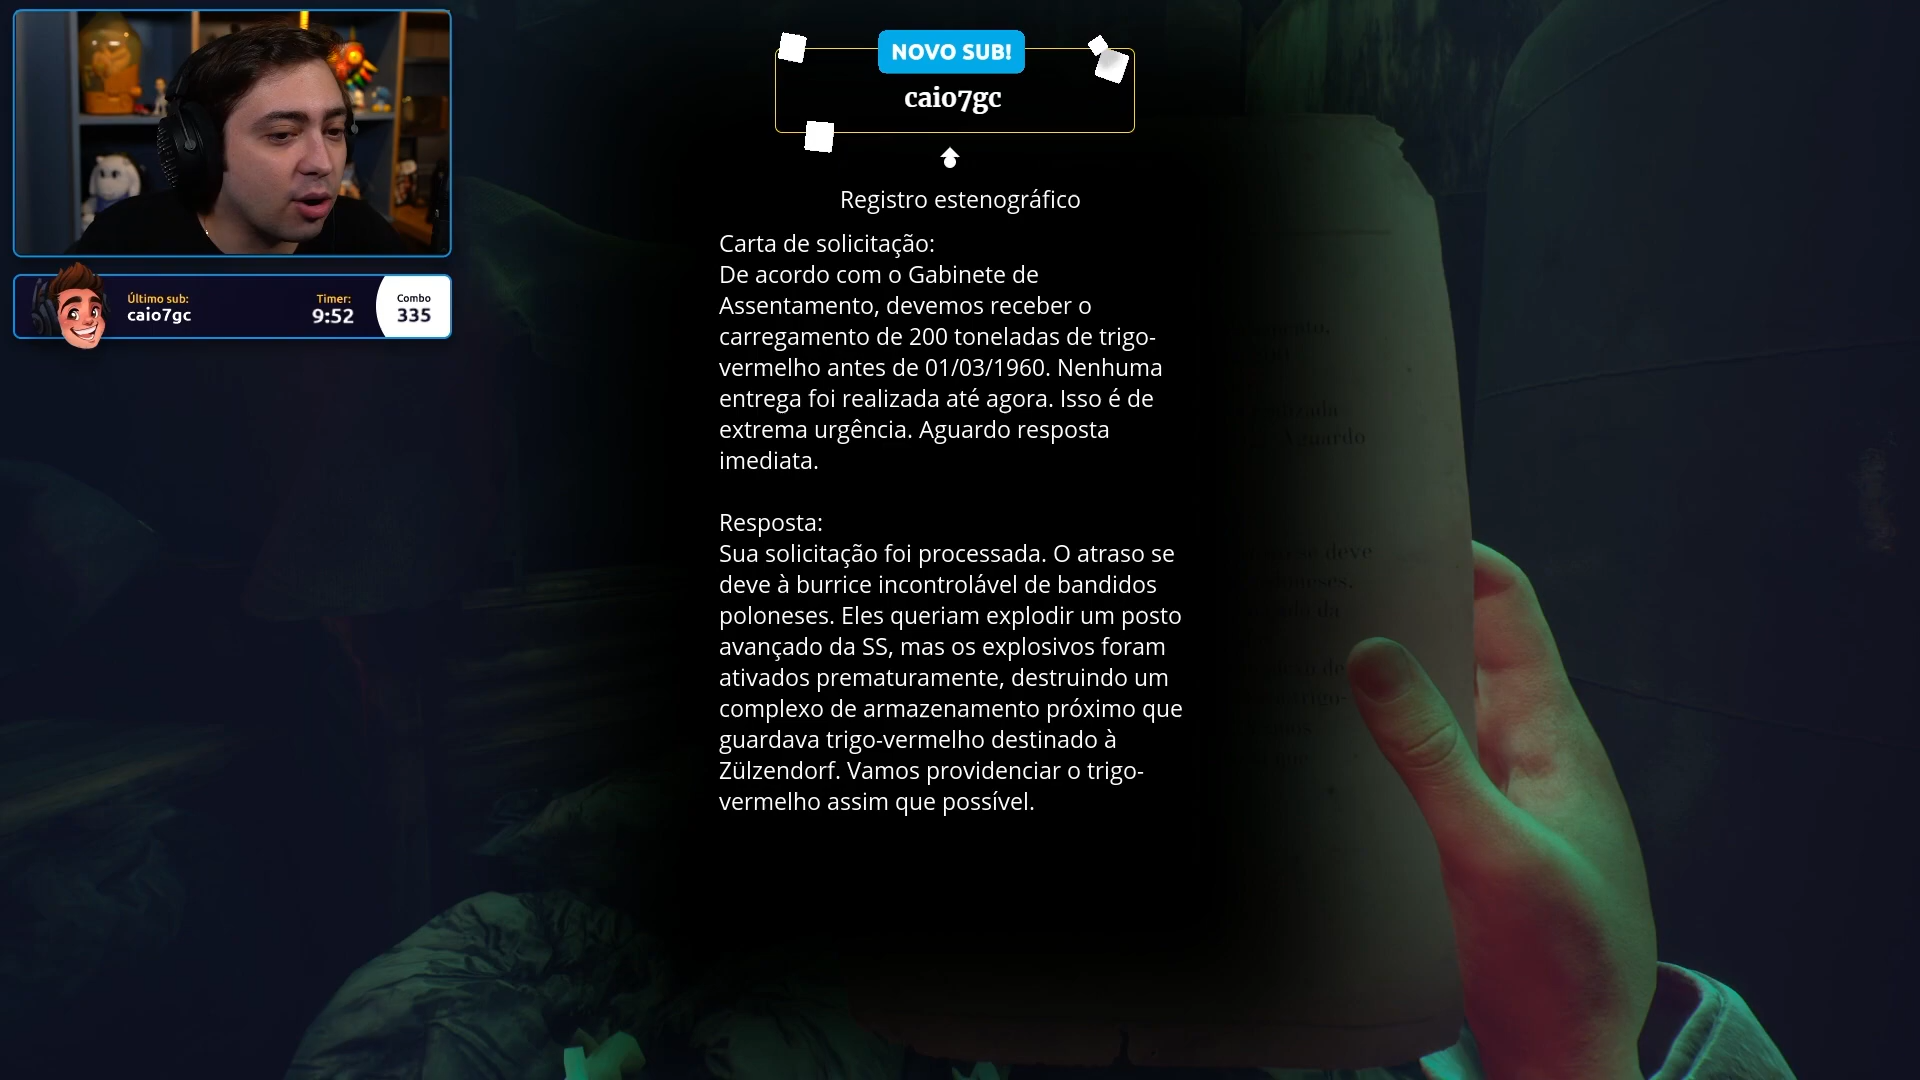 NOVO SUB!
caio7gc
Último sub:
caio7gc
Timer:
9:52
Combo
335
Registro estenográfico
Carta de solicitação:
De acordo com o Gabinete de
Assentamento, devemos receber o
carregamento de 200 toneladas de trigo-
vermelho antes de 01/03/1960. Nenhuma
entrega foi realizada até agora. Isso é de
extrema urgência. Aguardo resposta
imediata.
Resposta:
Sua solicitação foi processada. O atraso se
deve à burrice incontrolável de bandidos
poloneses. Eles queriam explodir um posto
avançado da SS, mas os explosivos foram
ativados prematuramente, destruindo um
complexo de armazenamento próximo que
guardava trigo-vermelho destinado à
Zülzendorf. Vamos providenciar o trigo-
vermelho assim que possível.